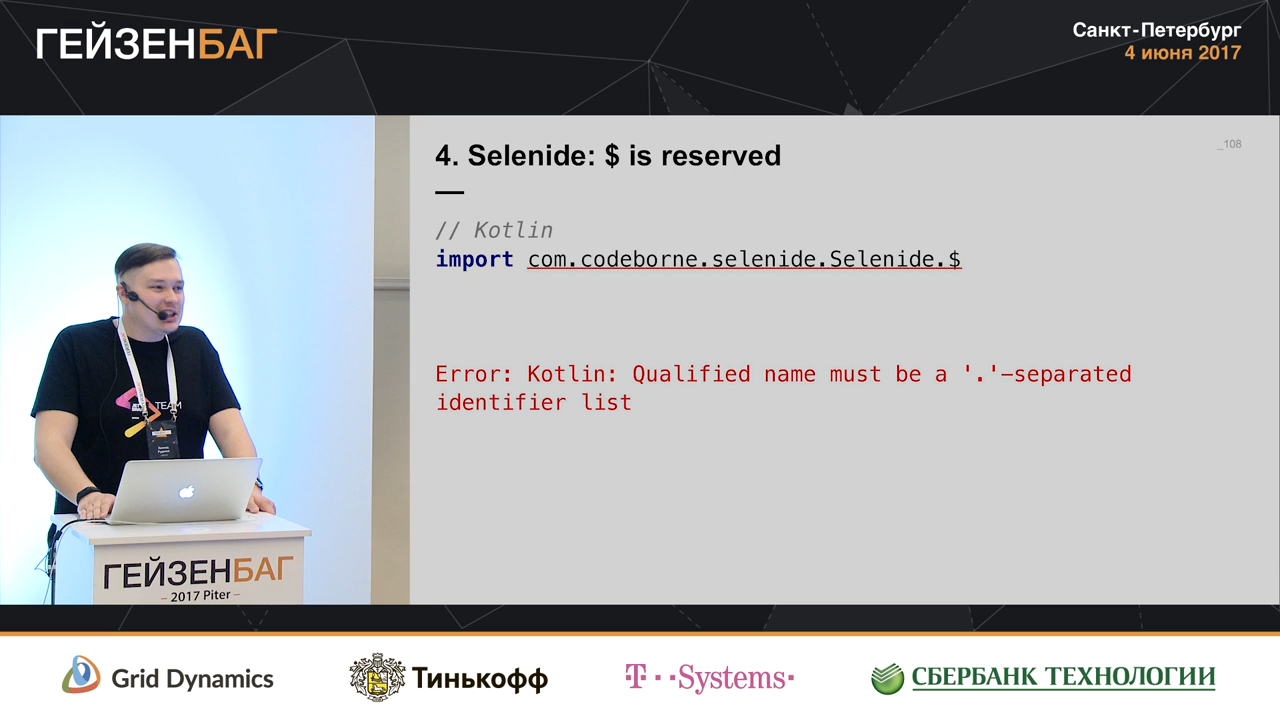 ГЕЙЗЕНБАГ
Санкт-Петербург
4 июня 2017
4. Selenide: $ is reserved
_108
// Kotlin
import com.codeborne.selenide.Selenide.$
Error: Kotlin: Qualified name must be a '.'-separated
identifier list
TEAM
ГЕЙЗЕНБАГ
– 2017 Piter –
Grid Dynamics
Тинькофф
T··Systems·
СБЕРБАНК ТЕХНОЛОГИИ